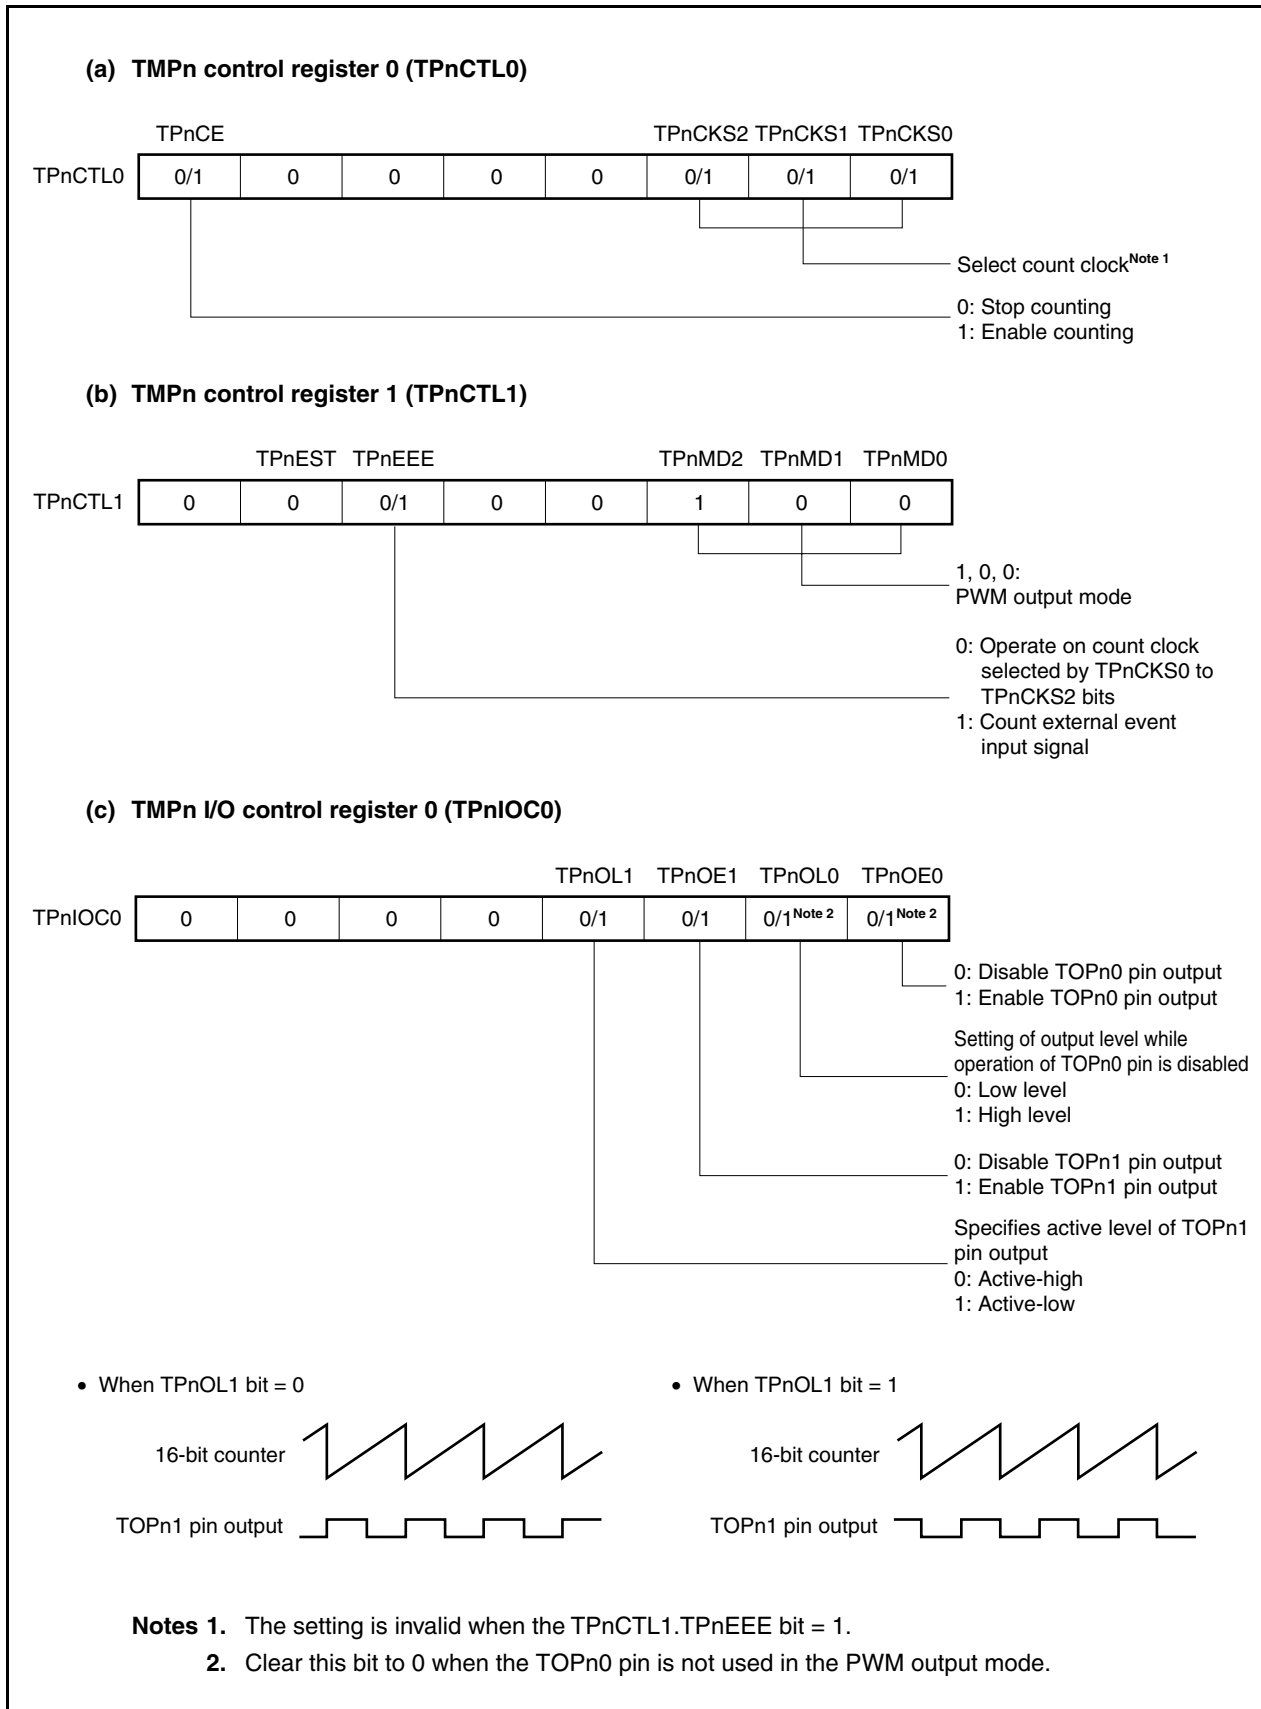 (a) TMPn control register 0 (TPnCTL0)
TPnCE TPnCKS2 TPnCKS1 TPnCKS0
TPnCTL0 0/1 0 0 0 0 0/1 0/1 0/1
Select count clock Note 1
0: Stop counting
1: Enable counting
(b) TMPn control register 1 (TPnCTL1)
TPnEST TPnEEE TPnMD2 TPnMD1 TPnMD0
TPnCTL1 0 0 0/1 0 0 1 0 0
1, 0, 0:
PWM output mode
0: Operate on count clock
selected by TPnCKS0 to
TPnCKS2 bits
1: Count external event
input signal
(c) TMPn I/O control register 0 (TPnIOC0)
TPnOL1 TPnOE1 TPnOL0 TPnOE0
TPnIOC0 0 0 0 0 0/1 0/1 0/1 Note 2 0/1 Note 2
0: Disable TOPn0 pin output
1: Enable TOPn0 pin output
Setting of output level while
operation of TOPn0 pin is disabled
0: Low level
1: High level
0: Disable TOPn1 pin output
1: Enable TOPn1 pin output
Specifies active level of TOPn1
pin output
0: Active-high
1: Active-low
• When TPnOL1 bit = 0
16-bit counter
TOPn1 pin output
• When TPnOL1 bit = 1
16-bit counter
TOPn1 pin output
Notes 1. The setting is invalid when the TPnCTL1.TPnEEE bit = 1.
2. Clear this bit to 0 when the TOPn0 pin is not used in the PWM output mode.